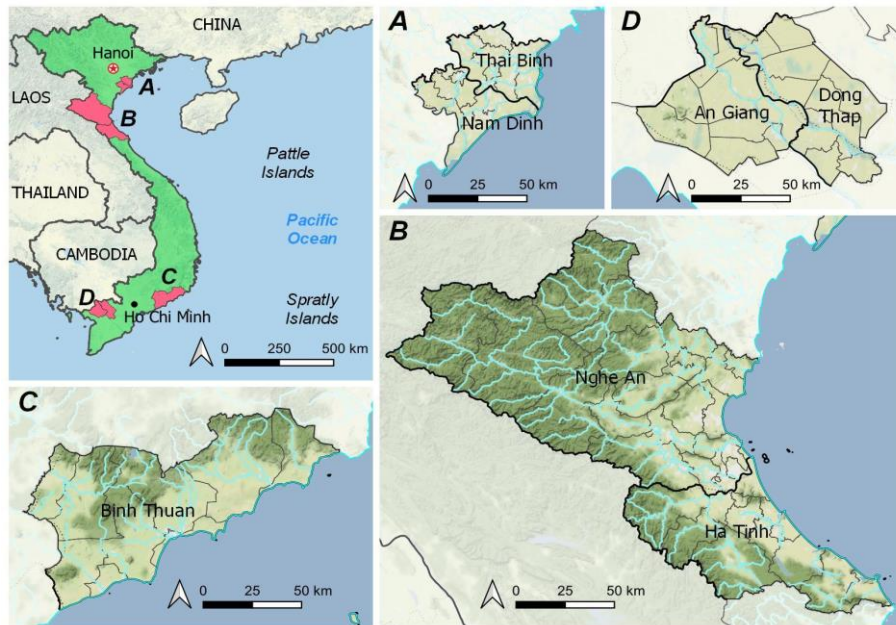 CHINA
Hanoi
A
LAOS
B
Pattle
Islands
THAILAND
Pacific
Ocean
CAMBODIA
C
D
Ho Chi Minh
Spratly
Islands
0 250 500 km
A
Thai Binh
Nam Dinh
0 25 50 km
D
An Giang
Dong
Thap
0 25 50 km
B
Nghe An
Ha Tinh
0 25 50 km
C
Binh Thuan
0 25 50 km